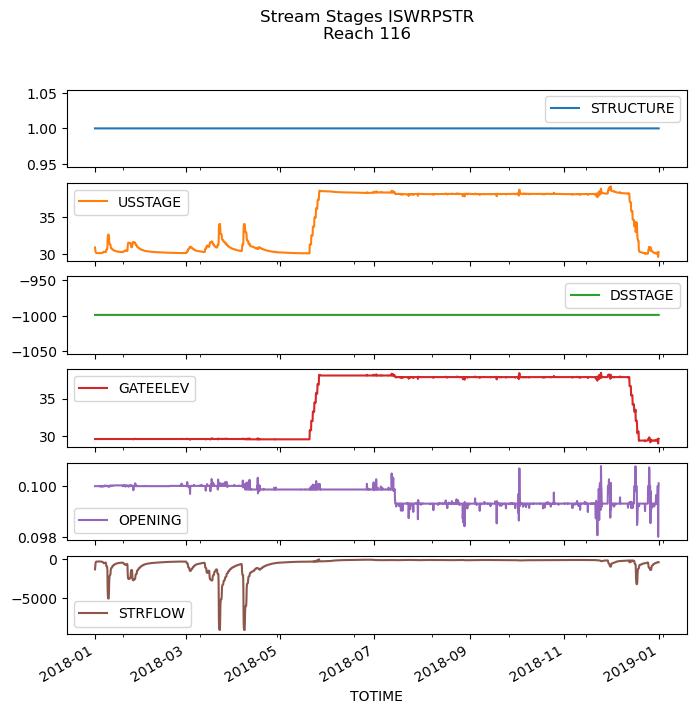 Stream Stages ISWRPSTR
Reach 116
1.05
1.00
0.95
STRUCTURE
35
30
USSTAGE
−950
−1000
−1050
DSSTAGE
35
30
GATEELEV
0.100
0.098
OPENING
0
−5000
STRFLOW
2018-01
2018-03
2018-05
2018-07
2018-09
2018-11
2019-01
TOTIME